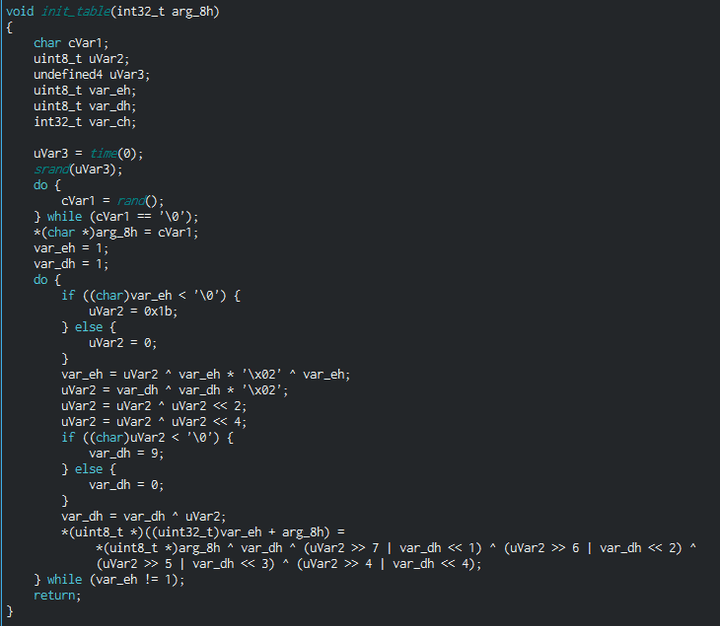 void init_table(int32_t arg_8h)
{
    char cVar1;
    uint8_t uVar2;
    undefined4 uVar3;
    uint8_t var_eh;
    uint8_t var_dh;
    int32_t var_ch;

    uVar3 = time(0);
    srand(uVar3);
    do {
        cVar1 = rand();
    } while (cVar1 == '\0');
    *(char *)arg_8h = cVar1;
    var_eh = 1;
    var_dh = 1;
    do {
        if ((char)var_eh < '\0') {
            uVar2 = 0x1b;
        } else {
            uVar2 = 0;
        }
        var_eh = uVar2 ^ var_eh * '\x02' ^ var_eh;
        uVar2 = var_dh ^ var_dh * '\x02';
        uVar2 = uVar2 ^ uVar2 << 2;
        uVar2 = uVar2 ^ uVar2 << 4;
        if ((char)uVar2 < '\0') {
            var_dh = 9;
        } else {
            var_dh = 0;
        }
        var_dh = var_dh ^ uVar2;
        *(uint8_t *)((uint32_t)var_eh + arg_8h) =
             *(uint8_t *)arg_8h ^ var_dh ^ (uVar2 >> 7 | var_dh << 1) ^ (uVar2 >> 6 | var_dh << 2) ^
             (uVar2 >> 5 | var_dh << 3) ^ (uVar2 >> 4 | var_dh << 4);
    } while (var_eh != 1);
    return;
}